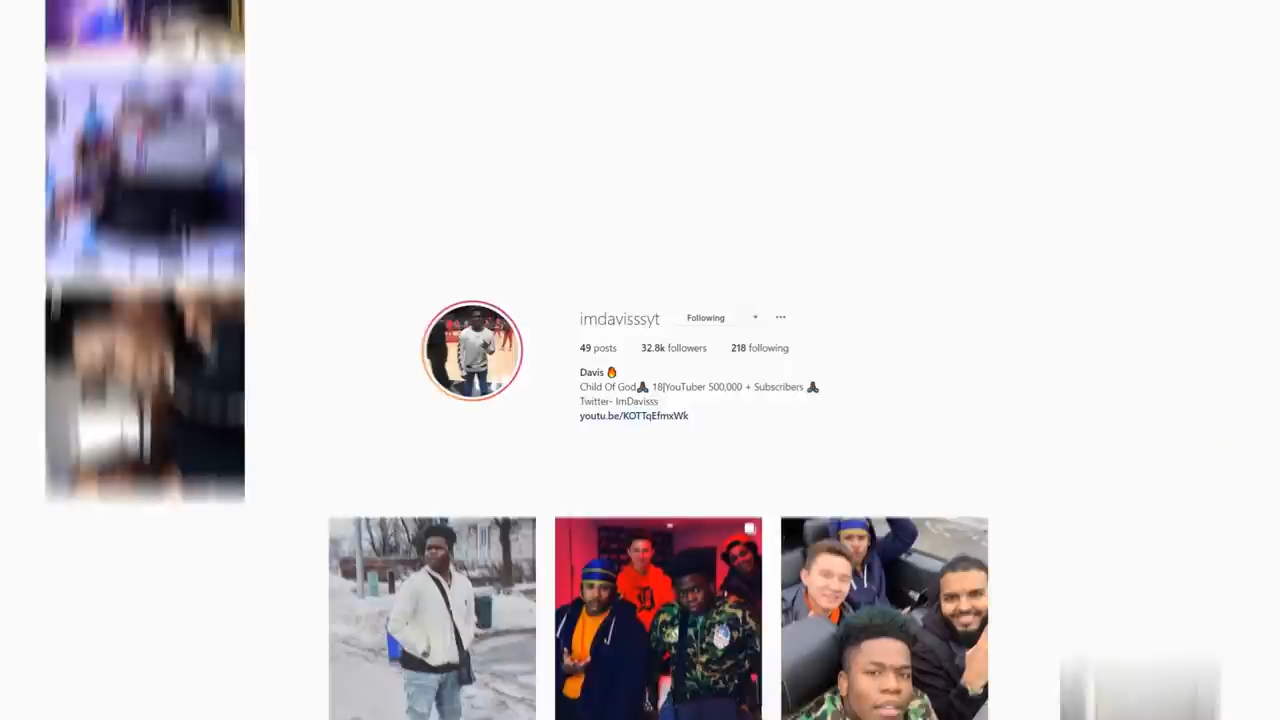 imdavisssyt Following
49 posts 32.8k followers 218 following
Davis 🔥
Child Of God🙏🏿 18|YouTuber 500,000 + Subscribers 🙏🏿
Twitter- ImDavisss
youtu.be/KOTTqEfmxWk